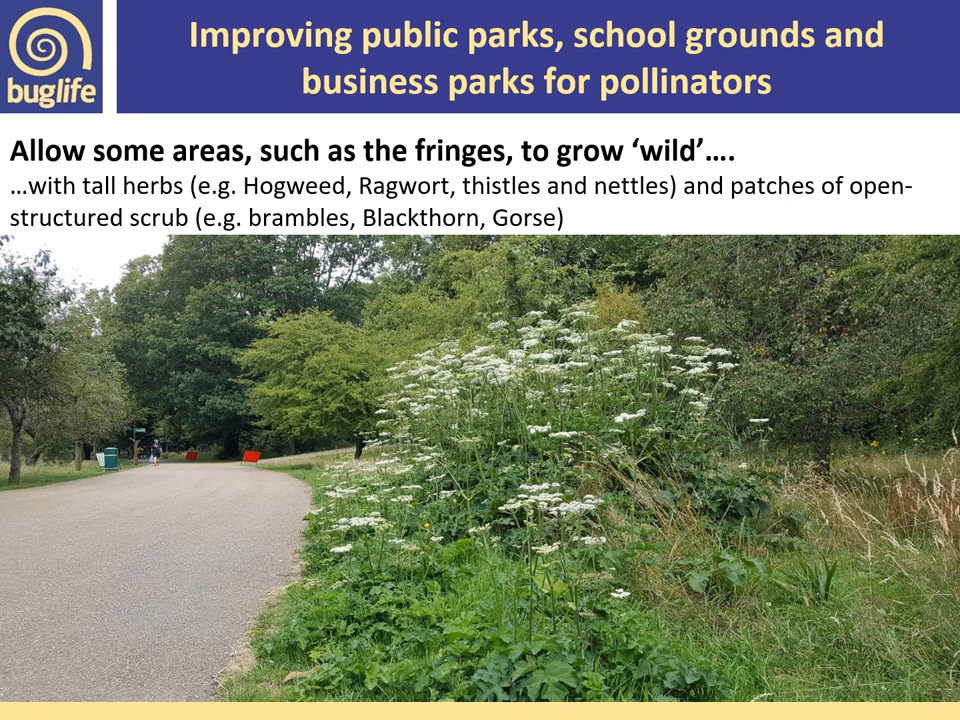 buglife
Improving public parks, school grounds and
business parks for pollinators
Allow some areas, such as the fringes, to grow ‘wild’….
…with tall herbs (e.g. Hogweed, Ragwort, thistles and nettles) and patches of open-
structured scrub (e.g. brambles, Blackthorn, Gorse)